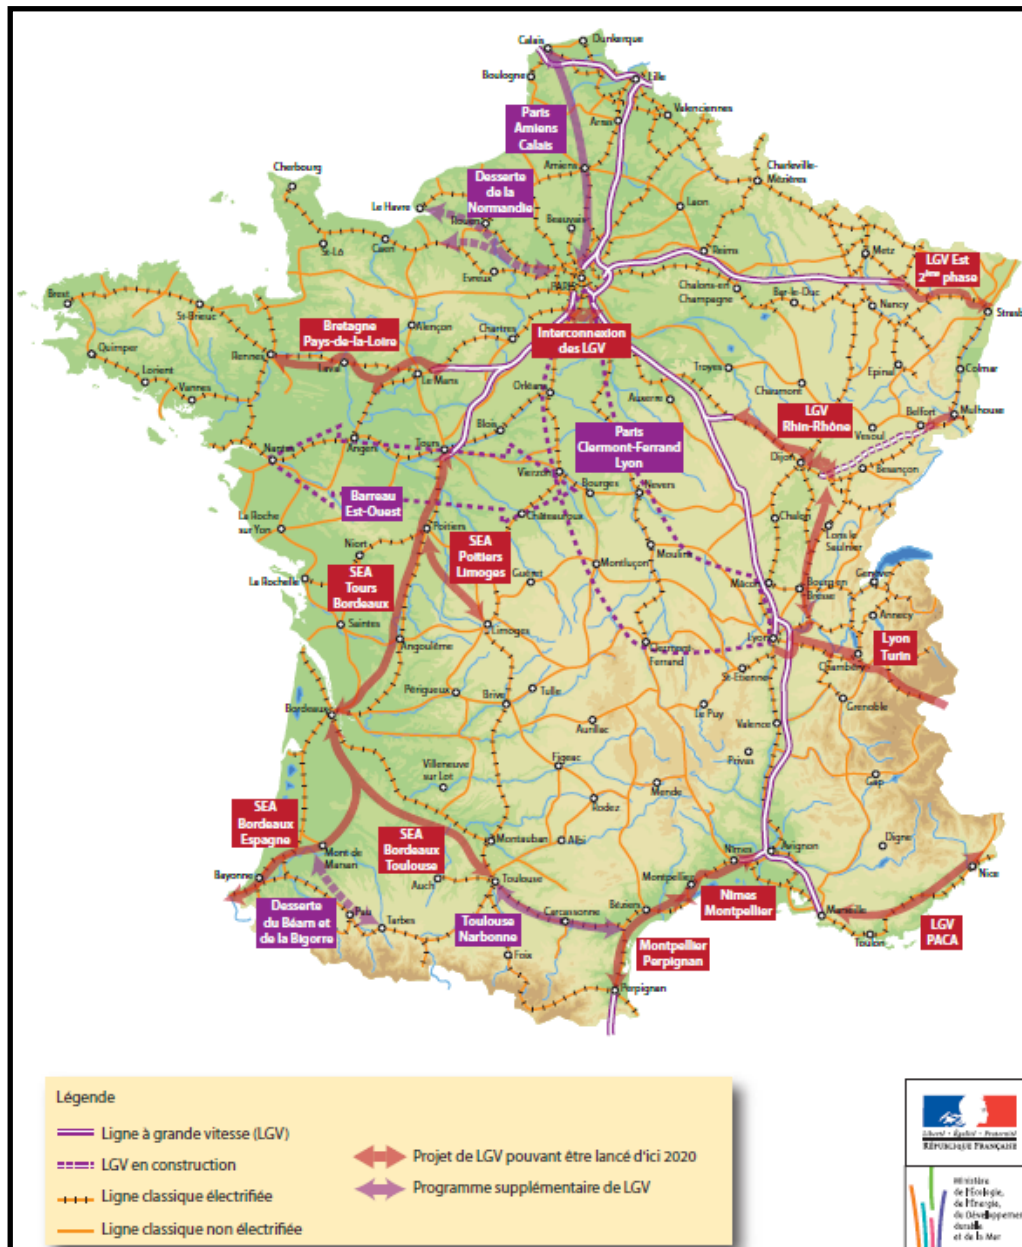 Calais
Dunkerque
Boulogne
Lille
Valenciennes
Arras
Paris
Amiens
Calais
Cherbourg
Amiens
Charleville-
Mézières
Desserte
de la
Normandie
Le Havre
Rouen
Beauvais
Laon
St-Lô
Caen
Reims
Metz
LGV Est
2ème phase
Evreux
PARIS
Chalons-en
Champagne
Bar-le-Duc
Nancy
Strasb
Brest
St-Brieuc
Bretagne
Pays-de-la-Loire
Alençon
Chartres
Interconnexion
des LGV
Quimper
Rennes
Laval
Le Mans
Troyes
Epinal
Colmar
Lorient
Vannes
Orléans
Auxerre
Chaumont
LGV
Rhin-Rhône
Belfort
Mulhouse
Vesoul
Blois
Paris
Clermont-Ferrand
Lyon
Nantes
Angers
Tours
Vierzon
Bourges
Nevers
Dijon
Besançon
Barreau
Est-Ouest
Châteauroux
La Roche
sur Yon
Poitiers
Chalon
Lons le
Saulnier
Niort
SEA
Poitiers
Limoges
Moulins
La Rochelle
SEA
Tours
Bordeaux
Guéret
Montluçon
Mâcon
Bourg en
Bresse
Genève
Saintes
Angoulême
Limoges
Clermont
Ferrand
Lyon
Annecy
Lyon
Turin
Chambéry
St-Etienne
Périgueux
Brive
Tulle
Le Puy
Grenoble
Bordeaux
Aurillac
Valence
Villeneuve
sur Lot
Figeac
Privas
Mende
Gap
Rodez
SEA
Bordeaux
Espagne
SEA
Bordeaux
Toulouse
Montauban
Albi
Digne
Mont de
Marsan
Nîmes
Avignon
Bayonne
Auch
Toulouse
Montpellier
Nîmes
Montpellier
Nice
Desserte
du Béarn et
de la Bigorre
Pau
Tarbes
Toulouse
Narbonne
Carcassonne
Béziers
Marseille
Toulon
LGV
PACA
Foix
Montpellier
Perpignan
Perpignan
Légende
Ligne à grande vitesse (LGV)
LGV en construction
Ligne classique électrifiée
Ligne classique non électrifiée
Projet de LGV pouvant être lancé d'ici 2020
Programme supplémentaire de LGV
Liberté • Égalité • Fraternité
RÉPUBLIQUE FRANÇAISE
Ministère
de l'Écologie,
de l'Énergie,
du Développemen
durable
et de la Mer